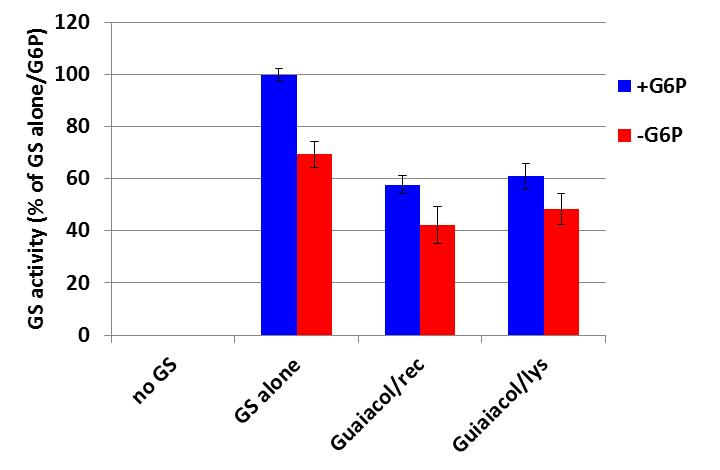 GS activity (% of GS alone/G6P)
120
100
80
60
40
20
0
no GS
GS alone
Guaiacol/rec
Guiaiacol/lys
+G6P
-G6P